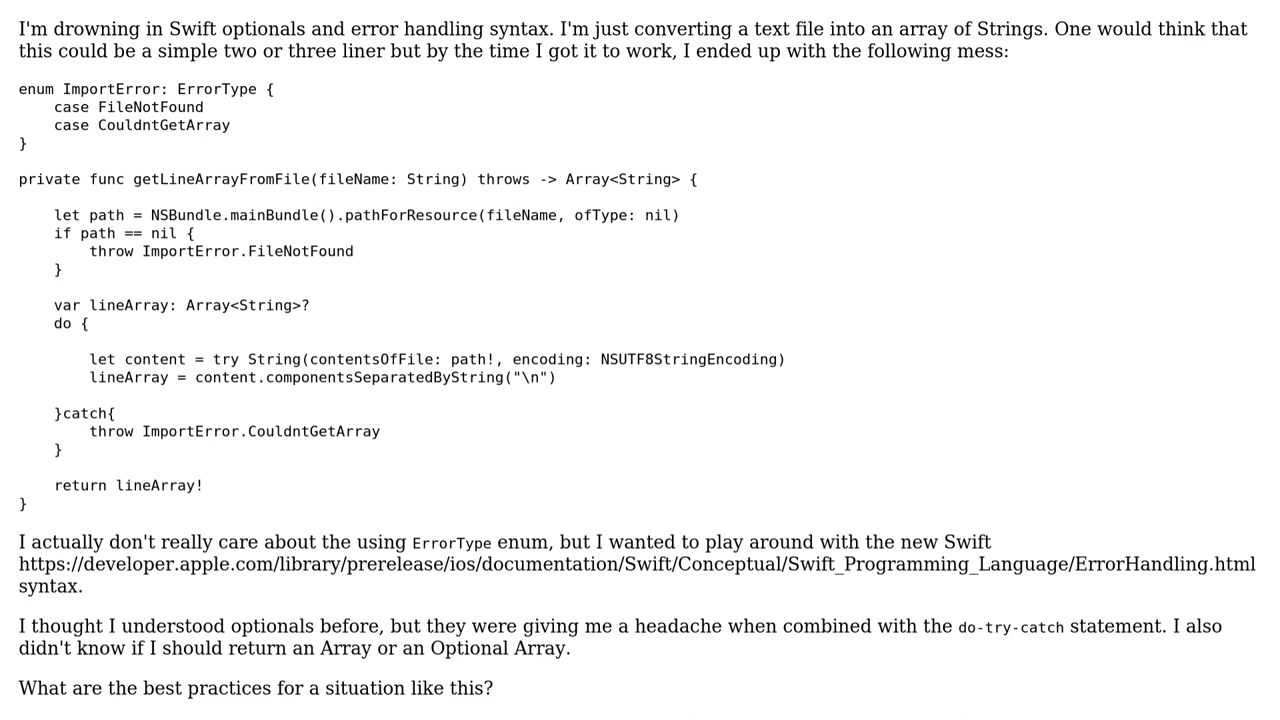 I'm drowning in Swift optionals and error handling syntax. I'm just converting a text file into an array of Strings. One would think that
this could be a simple two or three liner but by the time I got it to work, I ended up with the following mess:
enum ImportError: ErrorType {
    case FileNotFound
    case CouldntGetArray
}
private func getLineArrayFromFile(fileName: String) throws -> Array<String> {
    let path = NSBundle.mainBundle().pathForResource(fileName, ofType: nil)
    if path == nil {
        throw ImportError.FileNotFound
    }
    var lineArray: Array<String>?
    do {
        let content = try String(contentsOfFile: path!, encoding: NSUTF8StringEncoding)
        lineArray = content.componentsSeparatedByString("\n")
    }catch{
        throw ImportError.CouldntGetArray
    }
    return lineArray!
}
I actually don't really care about the using ErrorType enum, but I wanted to play around with the new Swift
https://developer.apple.com/library/prerelease/ios/documentation/Swift/Conceptual/Swift_Programming_Language/ErrorHandling.html
syntax.
I thought I understood optionals before, but they were giving me a headache when combined with the do-try-catch statement. I also
didn't know if I should return an Array or an Optional Array.
What are the best practices for a situation like this?